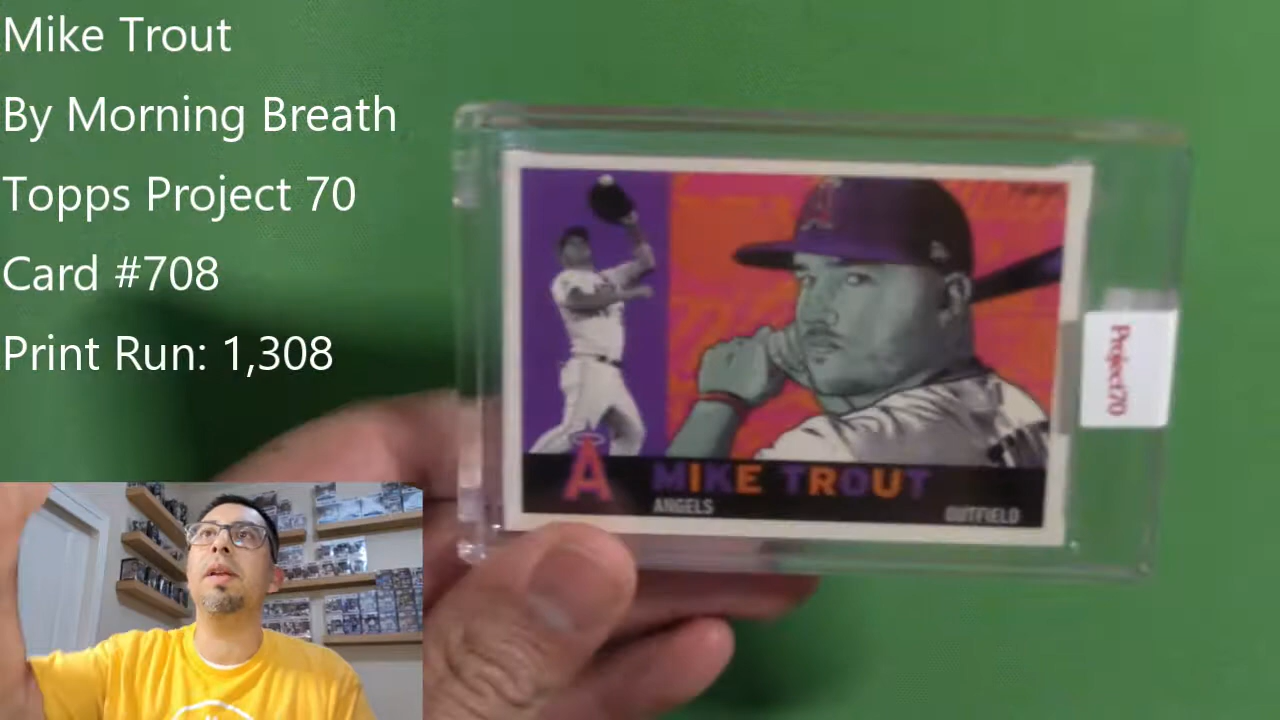 Mike Trout
By Morning Breath
Topps Project 70
Card #708
Print Run: 1,308
Project70
A
A
MIKE TROUT
ANGELS
OUTFIELD